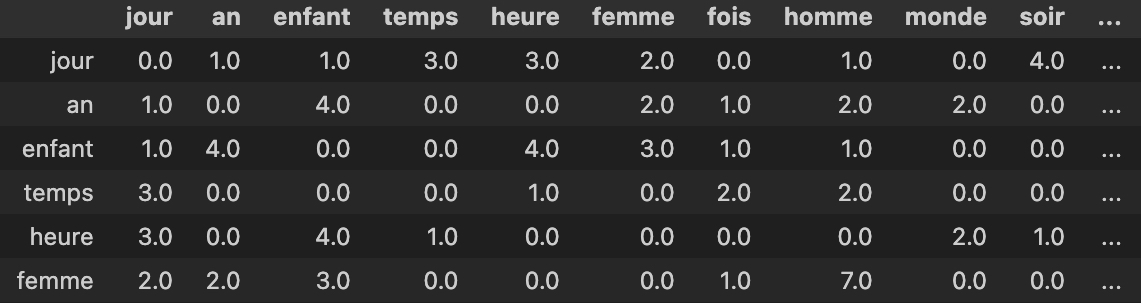 jour an enfant temps heure femme fois homme monde soir ...
jour 0.0 1.0 1.0 3.0 3.0 2.0 0.0 1.0 0.0 4.0 ...
an 1.0 0.0 4.0 0.0 0.0 2.0 1.0 2.0 2.0 0.0 ...
enfant 1.0 4.0 0.0 0.0 4.0 3.0 1.0 1.0 0.0 0.0 ...
temps 3.0 0.0 0.0 0.0 1.0 0.0 2.0 2.0 0.0 0.0 ...
heure 3.0 0.0 4.0 1.0 0.0 0.0 0.0 0.0 2.0 1.0 ...
femme 2.0 2.0 3.0 0.0 0.0 0.0 1.0 7.0 0.0 0.0 ...